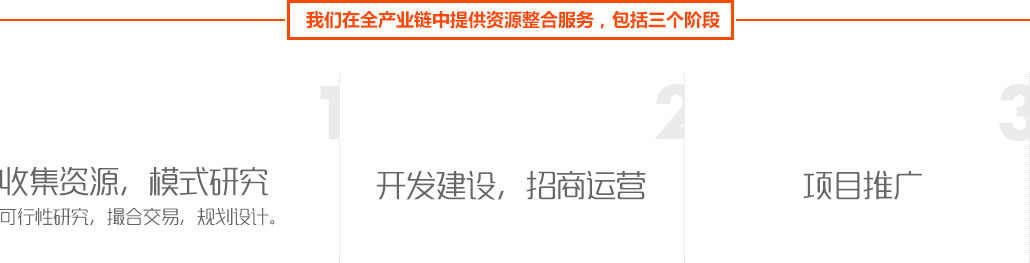 我们在全产业链中提供资源整合服务，包括三个阶段
1
2
3
收集资源，模式研究
可行性研究，撮合交易，规划设计。
开发建设，招商运营
项目推广